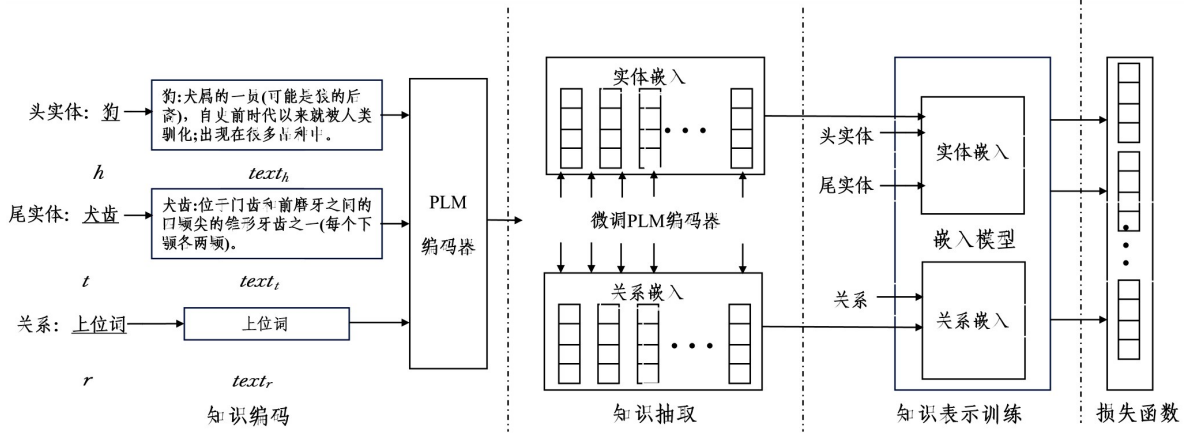 头实体：狗
狗:犬属的一员(可能是狼的后
裔)，自史前时代以来就被人类
驯化;出现在很多品种中。
h
text_h
尾实体：犬齿
犬齿:位于门齿和前磨牙之间的
口颚尖的锥形牙齿之一(每个下
颚各两颗)。
t
text_t
关系：上位词
上位词
r
text_r
知识编码
PLM
编码器
实体嵌入
微调PLM编码器
关系嵌入
知识抽取
头实体
尾实体
实体嵌入
嵌入模型
关系
关系嵌入
知识表示训练
损失函数